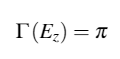 Γ(E_z) = π